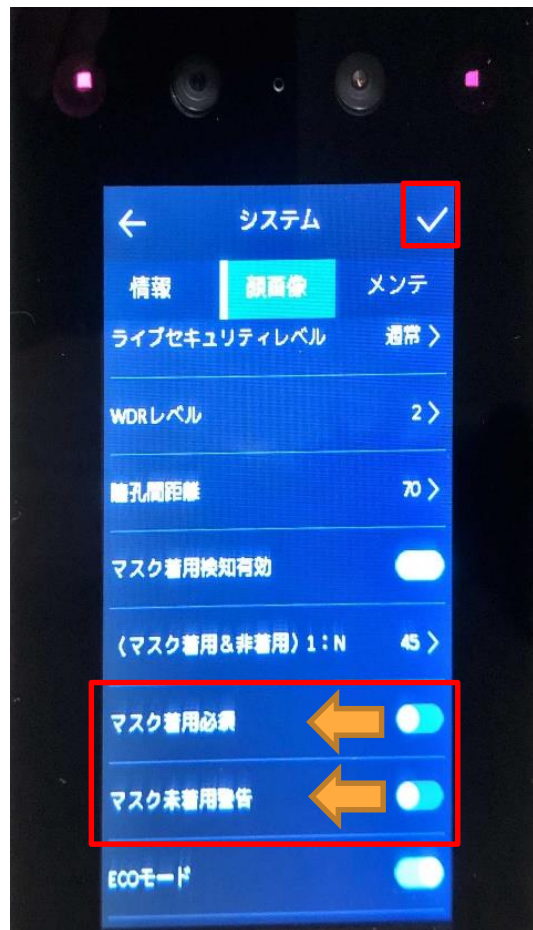 システム
情報 顔画像 メンテ
ライブセキュリティレベル 通常
WDRレベル 2
瞳孔間距離 70
マスク着用検知有効
(マスク着用&非着用)1:N 45
マスク着用必須
マスク未着用警告
ECOモード